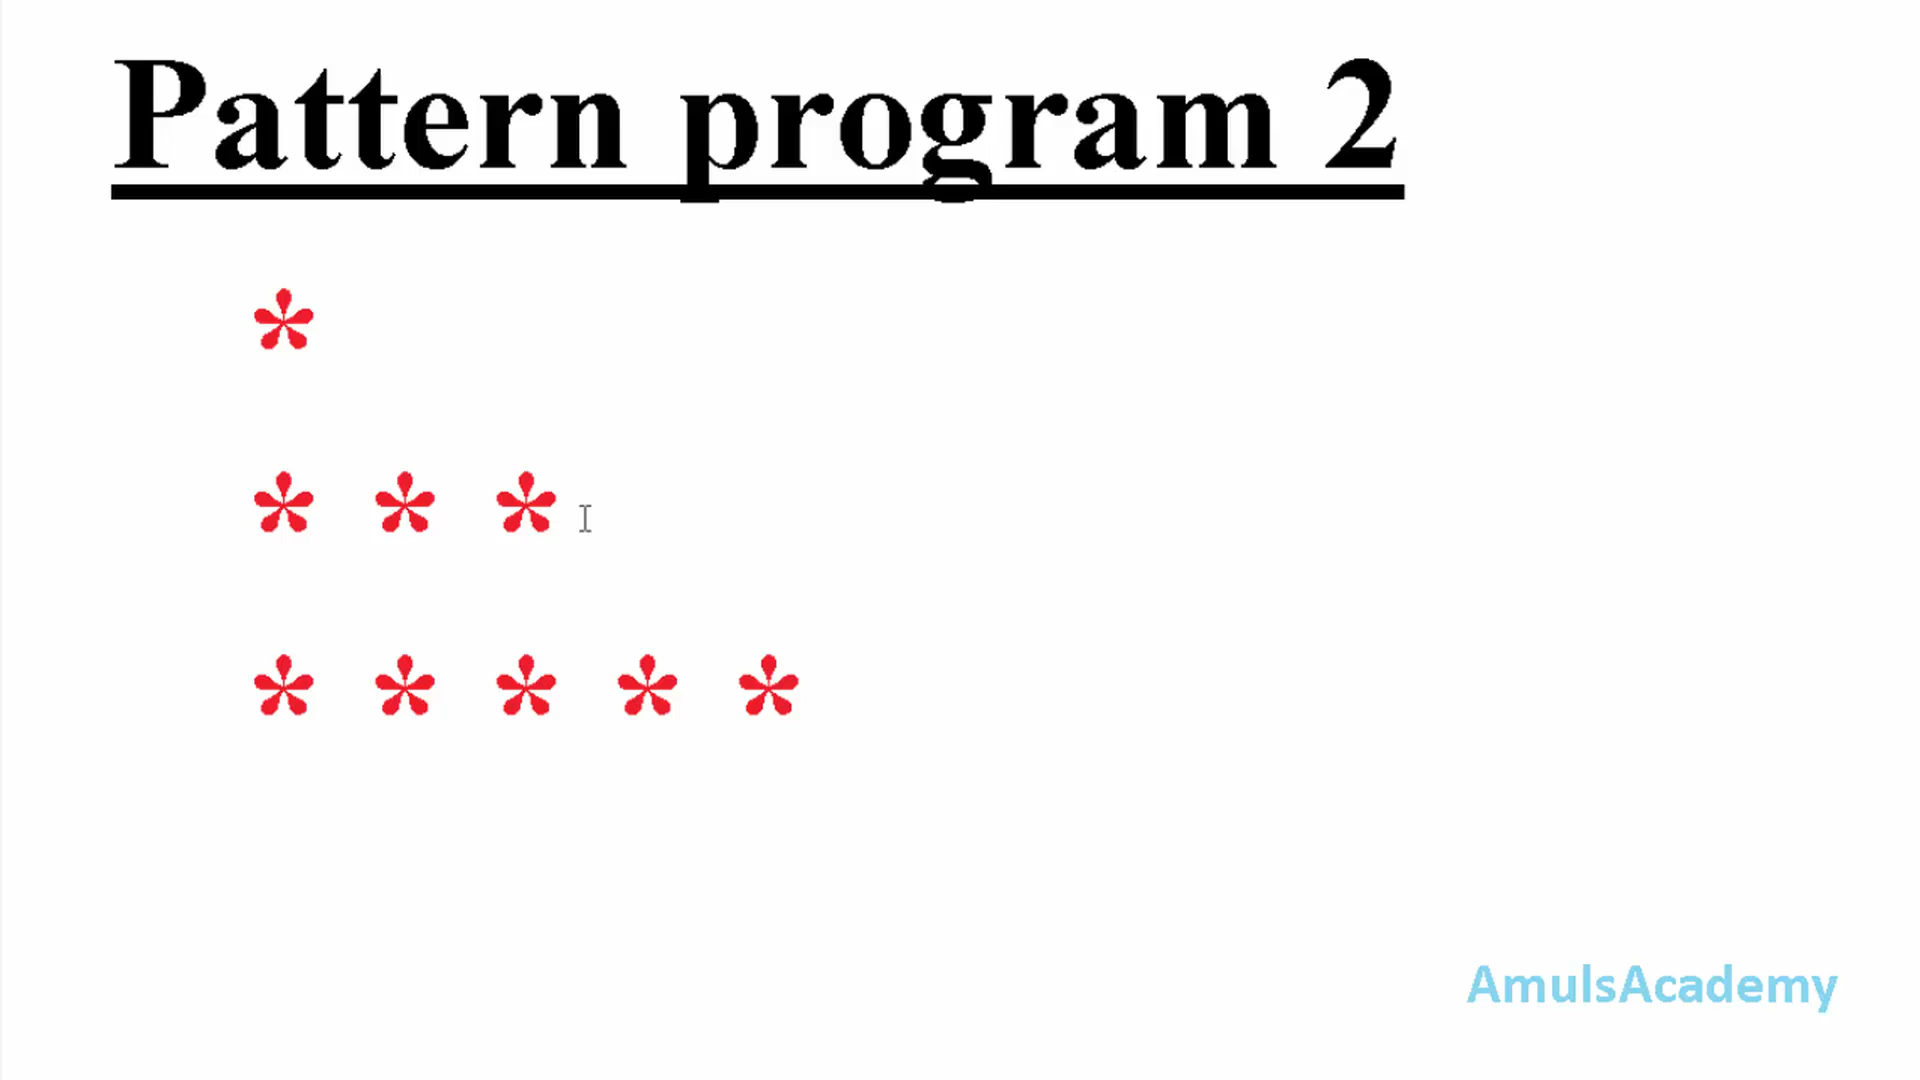 Pattern program 2
*
* * *
* * * * *
AmulsAcademy